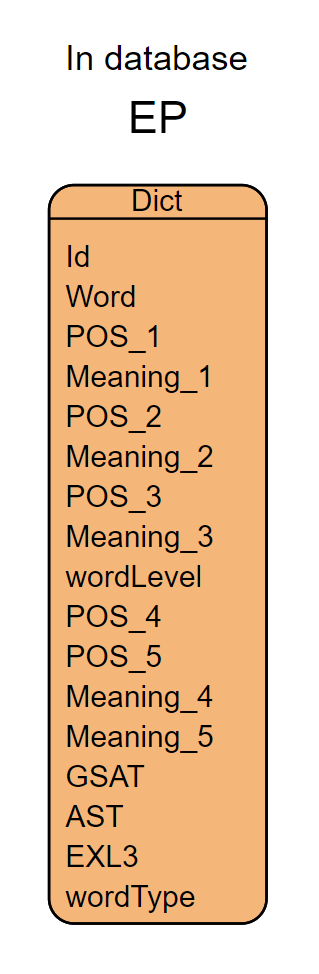 In database
EP
Dict
Id
Word
POS_1
Meaning_1
POS_2
Meaning_2
POS_3
Meaning_3
wordLevel
POS_4
POS_5
Meaning_4
Meaning_5
GSAT
AST
EXL3
wordType